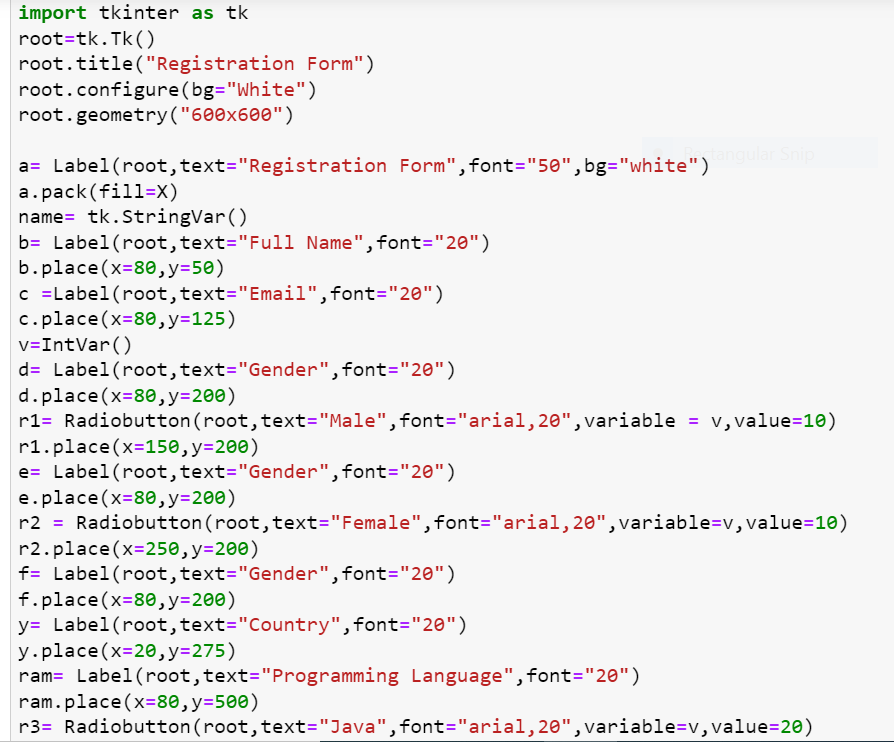 import tkinter as tk
root=tk.Tk()
root.title("Registration Form")
root.configure(bg="White")
root.geometry("600x600")
Rectangular Snip
a= Label(root,text="Registration Form",font="50",bg="white")
a.pack(fill=X)
name= tk.StringVar()
b= Label(root,text="Full Name",font="20")
b.place(x=80,y=50)
c =Label(root,text="Email",font="20")
c.place(x=80,y=125)
v=IntVar()
d= Label(root,text="Gender",font="20")
d.place(x=80,y=200)
r1= Radiobutton(root,text="Male",font="arial,20",variable = v,value=10)
r1.place(x=150,y=200)
e= Label(root,text="Gender",font="20")
e.place(x=80,y=200)
r2 = Radiobutton(root,text="Female",font="arial,20",variable=v,value=10)
r2.place(x=250,y=200)
f= Label(root,text="Gender",font="20")
f.place(x=80,y=200)
y= Label(root,text="Country",font="20")
y.place(x=20,y=275)
ram= Label(root,text="Programming Language",font="20")
ram.place(x=80,y=500)
r3= Radiobutton(root,text="Java",font="arial,20",variable=v,value=20)